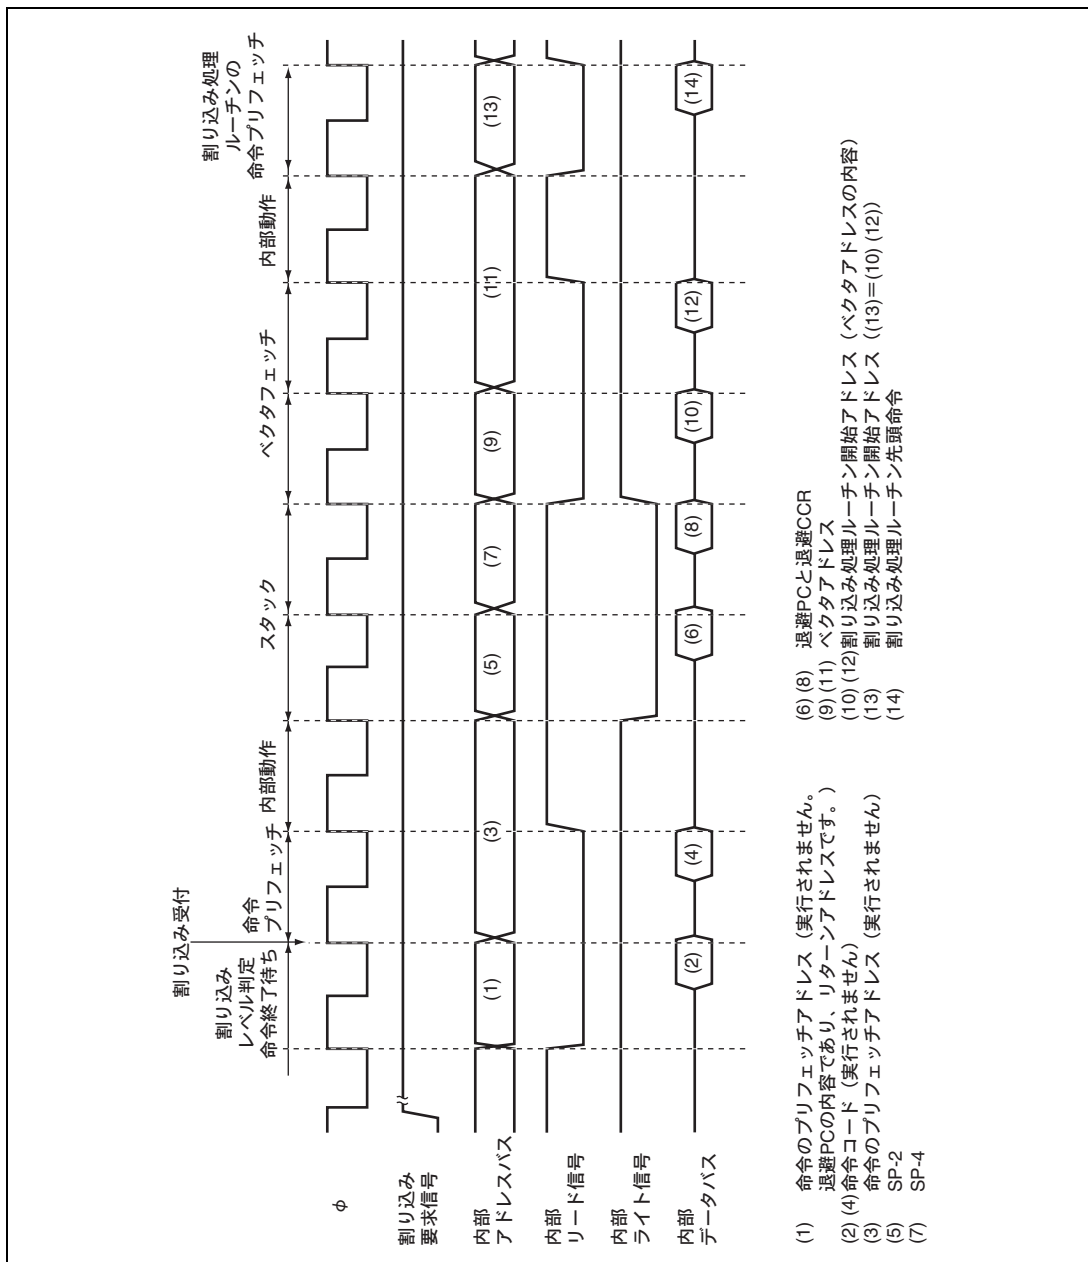 割り込み受付
割り込み
レベル判定
命令終了待ち
命令
プリフェッチ
内部動作
スタック
ベクタフェッチ
内部動作
割り込み処理
ルーチンの
命令プリフェッチ
φ
割り込み
要求信号
内部
アドレスバス
(1)
(3)
(5)
(7)
(9)
(11)
(13)
内部
リード信号
内部
ライト信号
内部
データバス
(2)
(4)
(6)
(8)
(10)
(12)
(14)
(1) 命令のプリフェッチアドレス（実行されません。
退避PCの内容であり、リターンアドレスです。）
(2) (4) 命令コード（実行されません）
(3) 命令のプリフェッチアドレス（実行されません）
(5) SP-2
(7) SP-4
(6) (8) 退避PCと退避CCR
(9) (11) ベクタアドレス
(10) (12) 割り込み処理ルーチン開始アドレス（ベクタアドレスの内容）
(13) 割り込み処理ルーチン開始アドレス（(13)＝(10) (12)）
(14) 割り込み処理ルーチン先頭命令